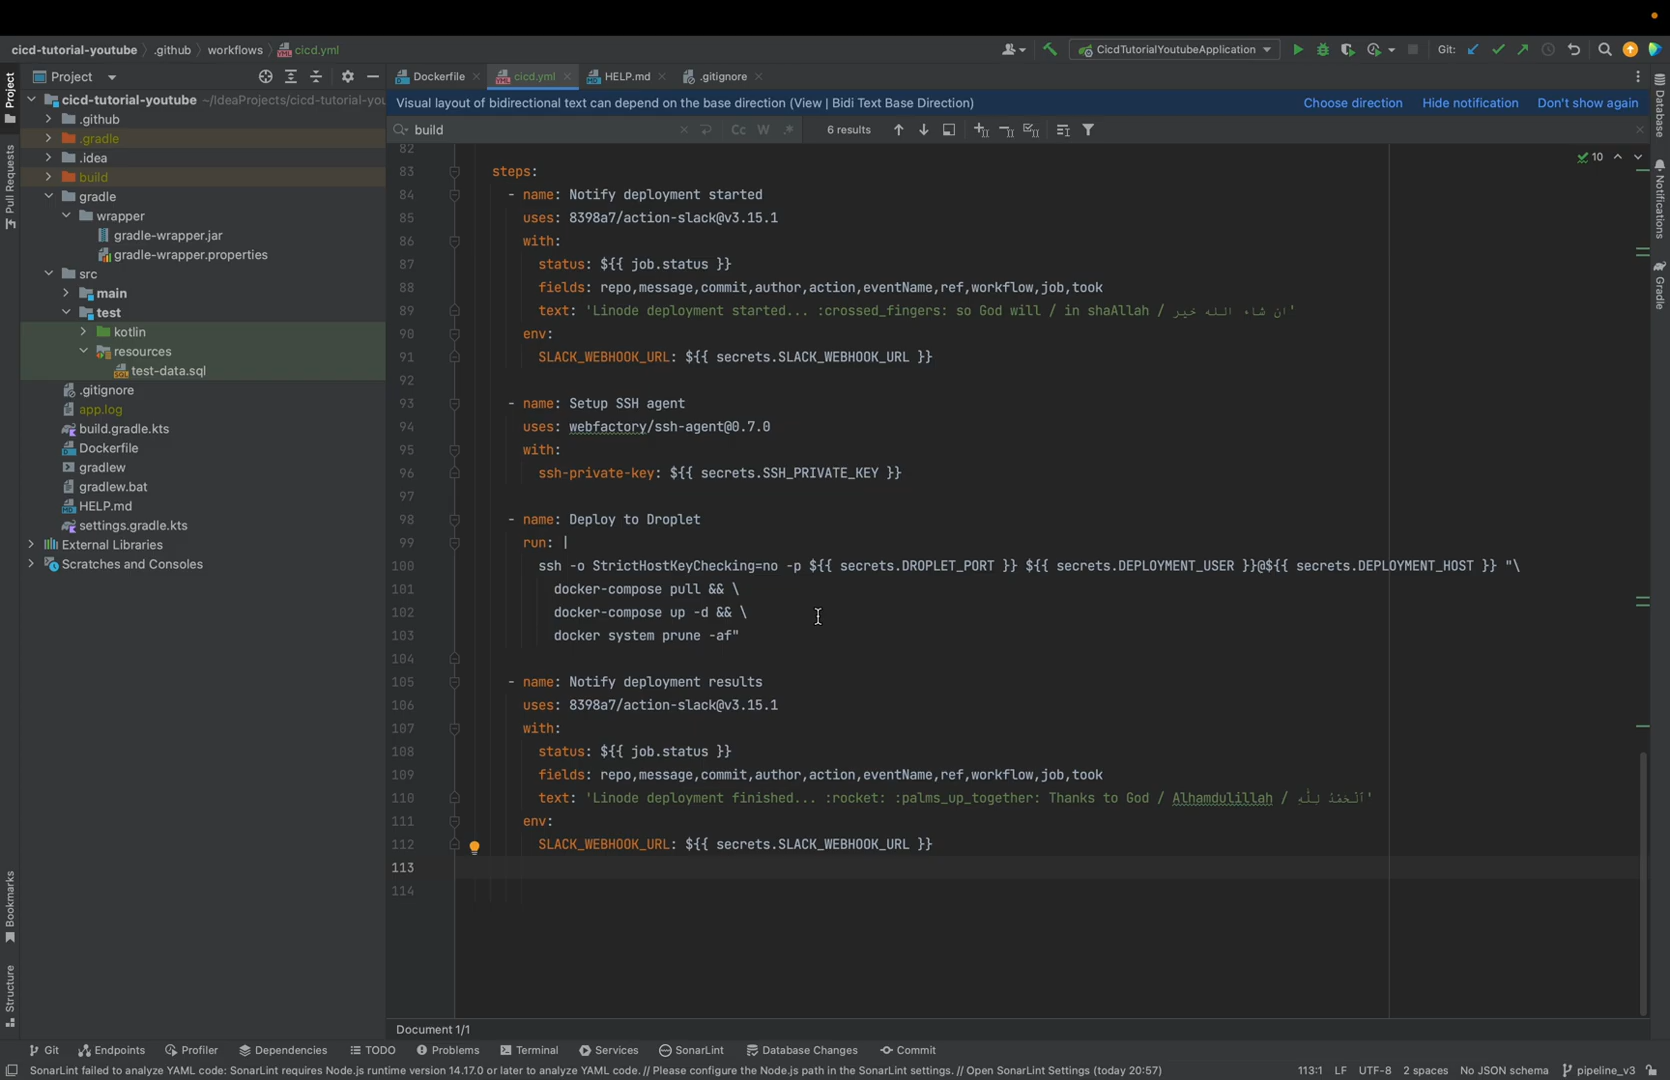 cicd-tutorial-youtube .github workflows cicd.yml CicdTutorialYoutubeApplication Git:
Project Project Dockerfile cicd.yml HELP.md .gitignore
Visual layout of bidirectional text can depend on the base direction (View | Bidi Text Base Direction) Choose direction Hide notification Don't show again
build Cc W .* 6 results
10
cicd-tutorial-youtube ~/IdeaProjects/cicd-tutorial-you
.github
.gradle
.idea
build
gradle
wrapper
gradle-wrapper.jar
gradle-wrapper.properties
src
main
test
kotlin
resources
test-data.sql
.gitignore
app.log
build.gradle.kts
Dockerfile
gradlew
gradlew.bat
HELP.md
settings.gradle.kts
External Libraries
Scratches and Consoles
Pull Requests
Bookmarks
Structure
Database
Notifications
Gradle
82
83 steps:
84 - name: Notify deployment started
85 uses: 8398a7/action-slack@v3.15.1
86 with:
87 status: ${{ job.status }}
88 fields: repo,message,commit,author,action,eventName,ref,workflow,job,took
89 text: 'Linode deployment started... :crossed_fingers: so God will / in shaAllah / ان شاء الله خير'
90 env:
91 SLACK_WEBHOOK_URL: ${{ secrets.SLACK_WEBHOOK_URL }}
92
93 - name: Setup SSH agent
94 uses: webfactory/ssh-agent@0.7.0
95 with:
96 ssh-private-key: ${{ secrets.SSH_PRIVATE_KEY }}
97
98 - name: Deploy to Droplet
99 run: |
100 ssh -o StrictHostKeyChecking=no -p ${{ secrets.DROPLET_PORT }} ${{ secrets.DEPLOYMENT_USER }}@${{ secrets.DEPLOYMENT_HOST }} "\
101 docker-compose pull && \
102 docker-compose up -d && \
103 docker system prune -af"
104
105 - name: Notify deployment results
106 uses: 8398a7/action-slack@v3.15.1
107 with:
108 status: ${{ job.status }}
109 fields: repo,message,commit,author,action,eventName,ref,workflow,job,took
110 text: 'Linode deployment finished... :rocket: :palms_up_together: Thanks to God / Alhamdulillah / ٱلْحَمْدُ لِلَّٰهِ'
111 env:
112 SLACK_WEBHOOK_URL: ${{ secrets.SLACK_WEBHOOK_URL }}
113
114
Document 1/1
Git Endpoints Profiler Dependencies TODO Problems Terminal Services SonarLint Database Changes Commit
SonarLint failed to analyze YAML code: SonarLint requires Node.js runtime version 14.17.0 or later to analyze YAML code. // Please configure the Node.js path in the SonarLint settings. // Open SonarLint Settings (today 20:57) 113:1 LF UTF-8 2 spaces No JSON schema pipeline_v3